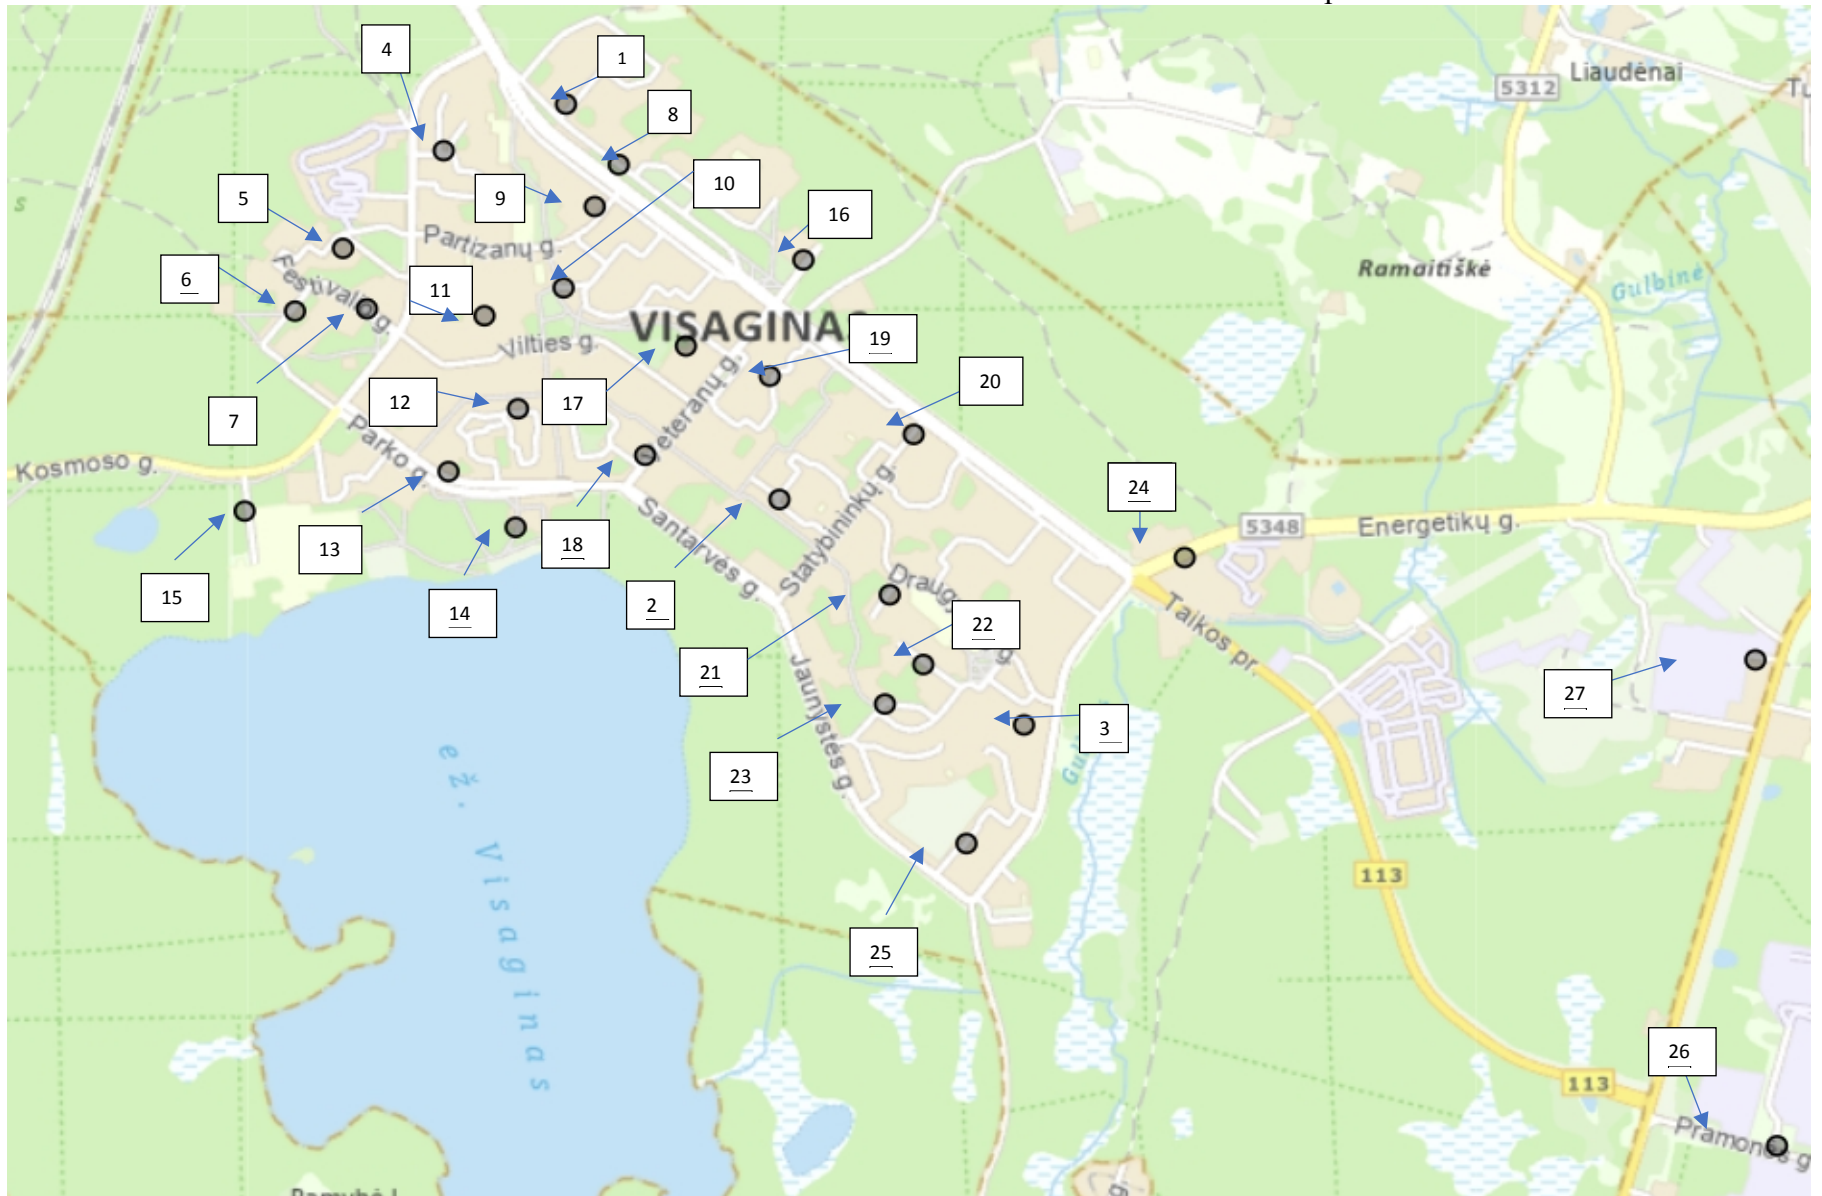 4
1
8
10
9
16
5
6
11
19
20
7
12
17
24
13
18
15
14
2
21
22
3
27
23
25
26
Liaudėnai
5312
Partizanų g.
Festivalio g.
Ramaitiškė
Gulbinė
VISAGINAS
Vilties g.
Veteranų g.
Parko g.
Kosmoso g.
Santarvės g.
Statybininkų g.
5348
Energetikų g.
Taikos pr.
Jaunystės g.
ež. Visaginas
113
113
Pramonės g
s